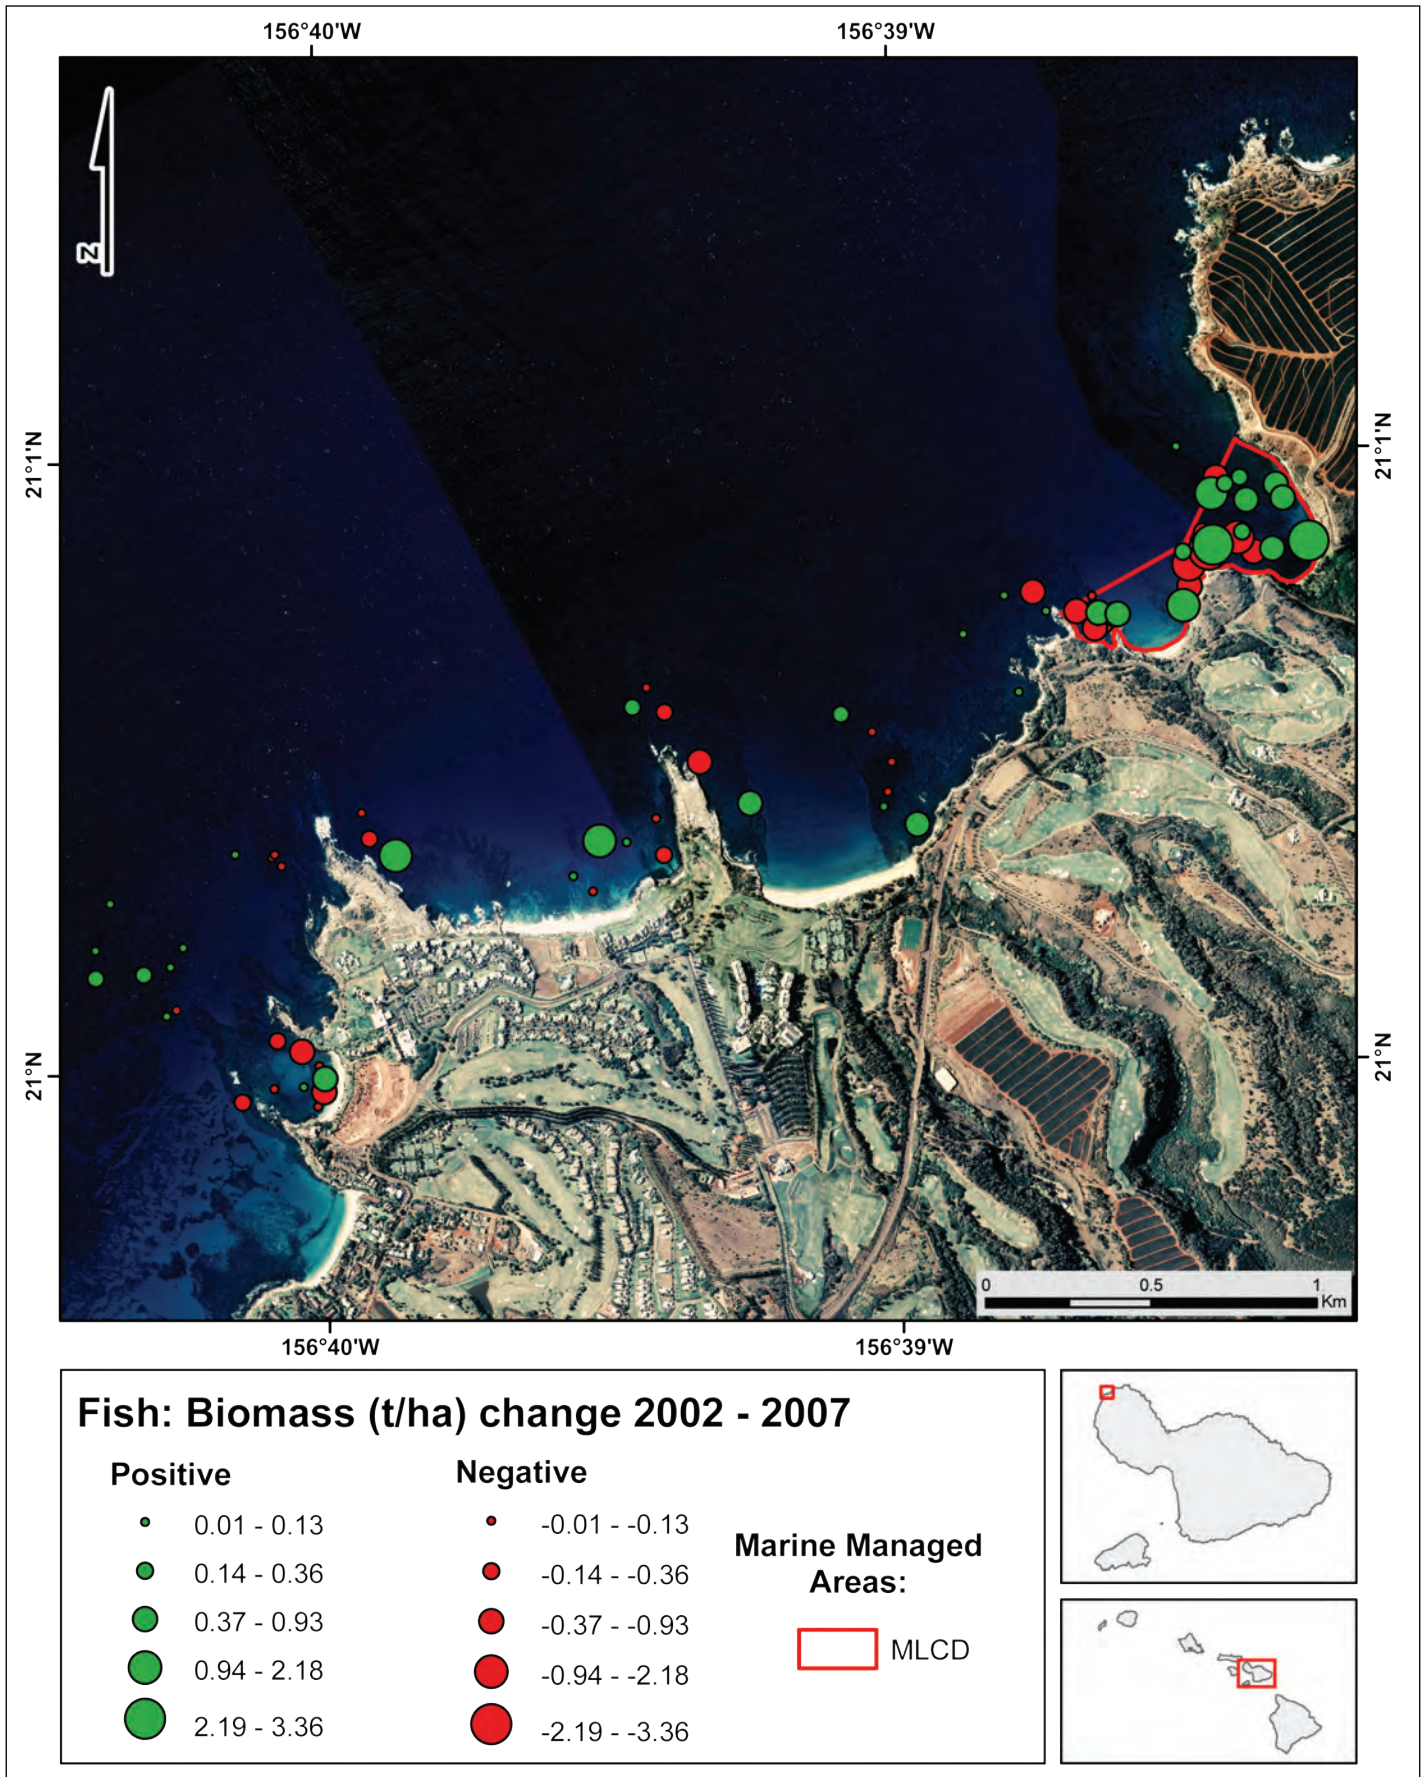 156°40'W
156°39'W
N
21°1'N
21°1'N
21°N
21°N
0
0.5
1
Km
156°40'W
156°39'W
Fish: Biomass (t/ha) change 2002 - 2007
Positive
Negative
0.01 - 0.13
-0.01 - -0.13
0.14 - 0.36
-0.14 - -0.36
0.37 - 0.93
-0.37 - -0.93
0.94 - 2.18
-0.94 - -2.18
2.19 - 3.36
-2.19 - -3.36
Marine Managed
Areas:
MLCD